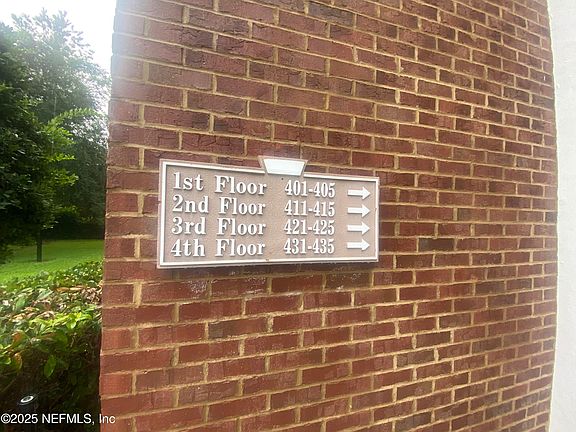 1st Floor 401-405 →
2nd Floor 411-415 →
3rd Floor 421-425 →
4th Floor 431-435 →
©2025 NEFMLS, Inc